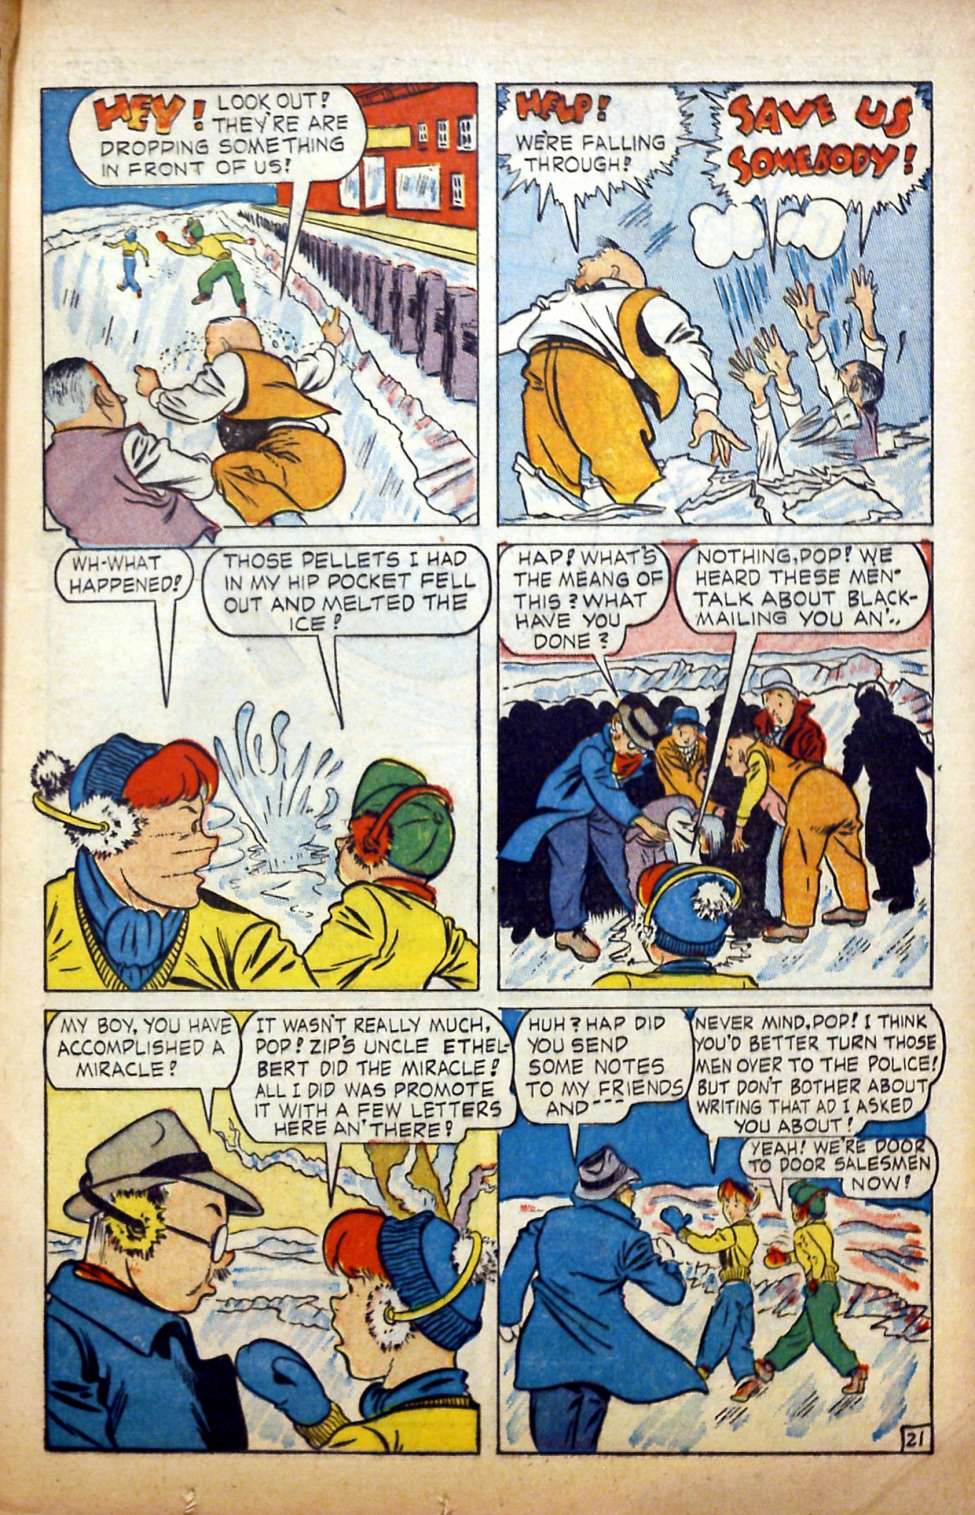 HEY! LOOK OUT!
THEY'RE ARE
DROPPING SOMETHING
IN FRONT OF US!
HELP!
WE'RE FALLING
THROUGH!
SAVE US
SOMEBODY!
WH-WHAT
HAPPENED!
THOSE PELLETS I HAD
IN MY HIP POCKET FELL
OUT AND MELTED THE
ICE!
HAP! WHAT'S
THE MEANG OF
THIS? WHAT
HAVE YOU
DONE?
NOTHING, POP! WE
HEARD THESE MEN-
TALK ABOUT BLACK-
MAILING YOU AN'..
MY BOY, YOU HAVE
ACCOMPLISHED A
MIRACLE!
IT WASN'T REALLY MUCH,
POP! ZIP'S UNCLE ETHEL-
BERT DID THE MIRACLE!
ALL I DID WAS PROMOTE
IT WITH A FEW LETTERS
HERE AN' THERE!
HUH? HAP DID
YOU SEND
SOME NOTES
TO MY FRIENDS
AND---
NEVER MIND, POP! I THINK
YOU'D BETTER TURN THOSE
MEN OVER TO THE POLICE!
BUT DON'T BOTHER ABOUT
WRITING THAT AD I ASKED
YOU ABOUT!
YEAH! WE'RE DOOR
TO DOOR SALESMEN
NOW!
21